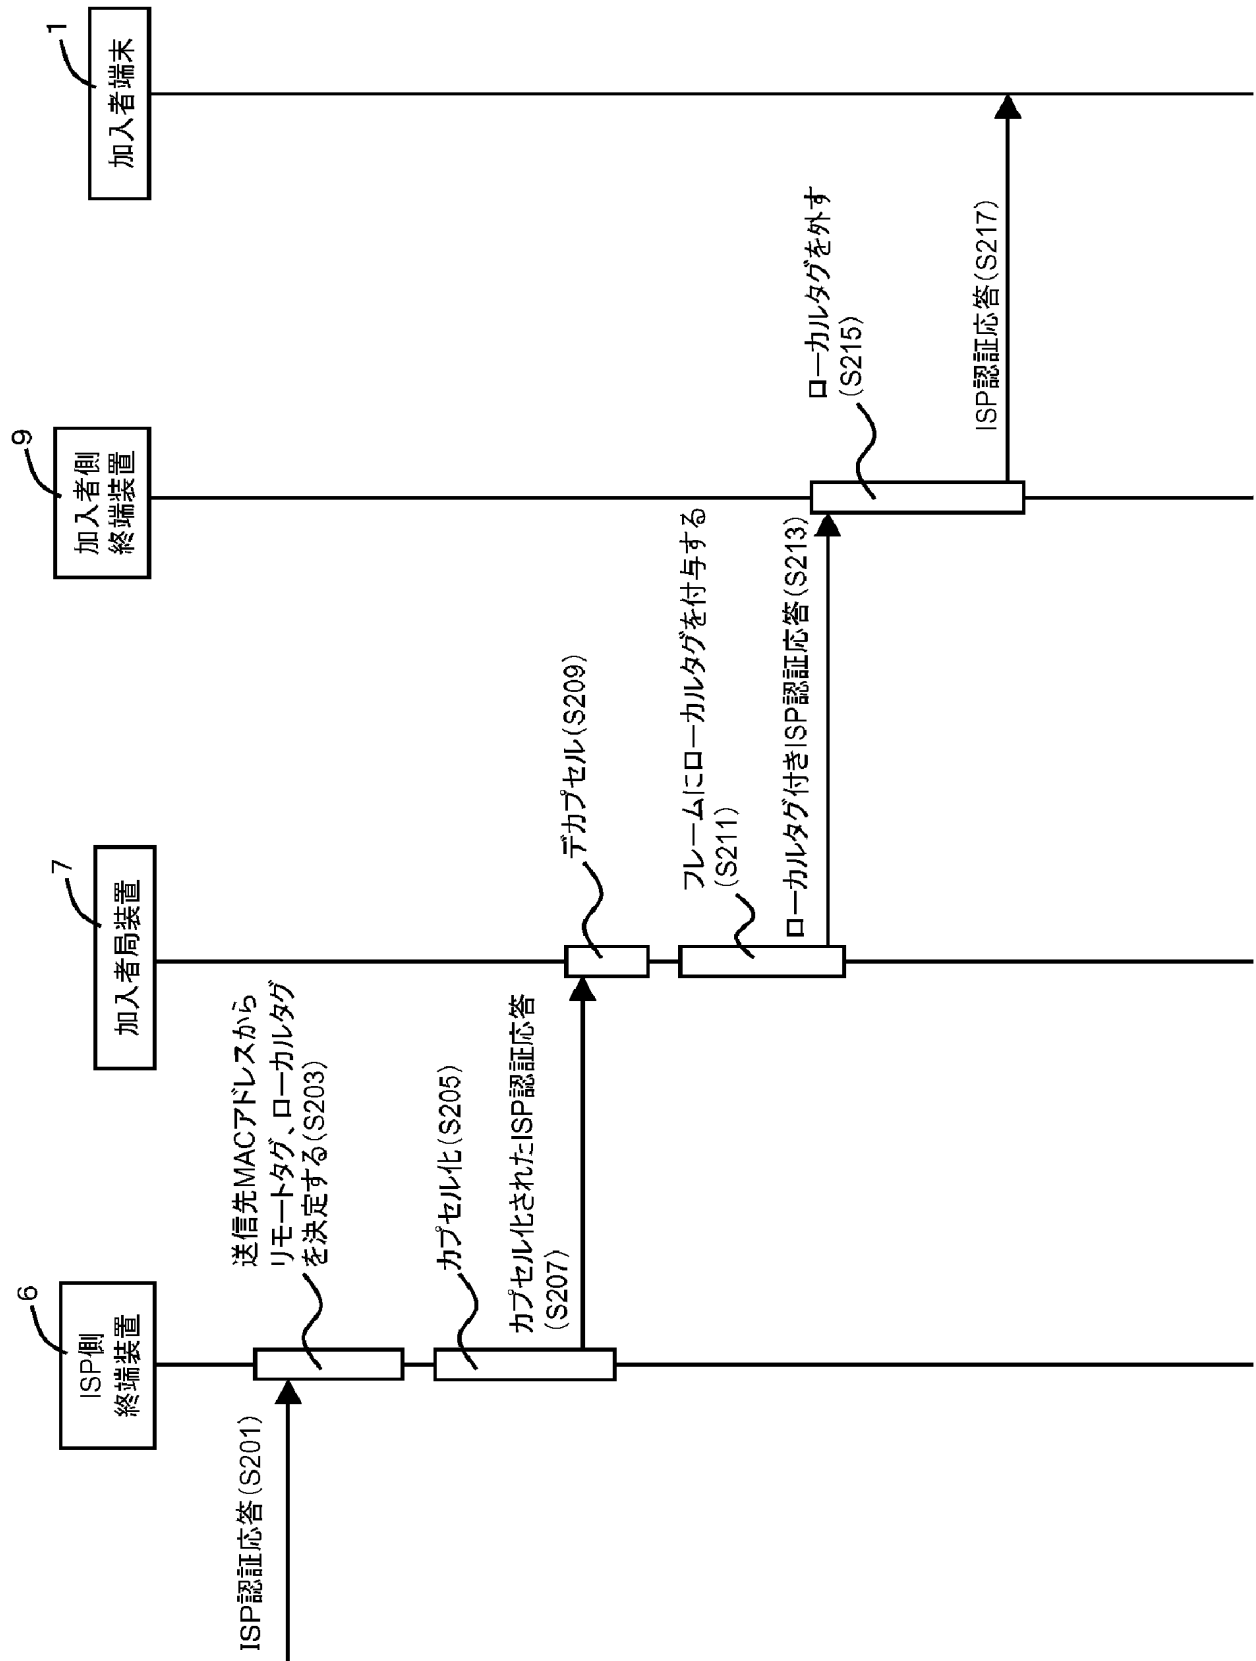 6
ISP側
終端装置
7
加入者局装置
9
加入者側
終端装置
1
加入者端末
ISP認証応答(S201)
送信先MACアドレスから
リモートタグ、ローカルタグ
を決定する(S203)
カプセル化(S205)
カプセル化されたISP認証応答
(S207)
デカプセル(S209)
フレームにローカルタグを付与する
(S211)
ローカルタグ付きISP認証応答(S213)
ローカルタグを外す
(S215)
ISP認証応答(S217)